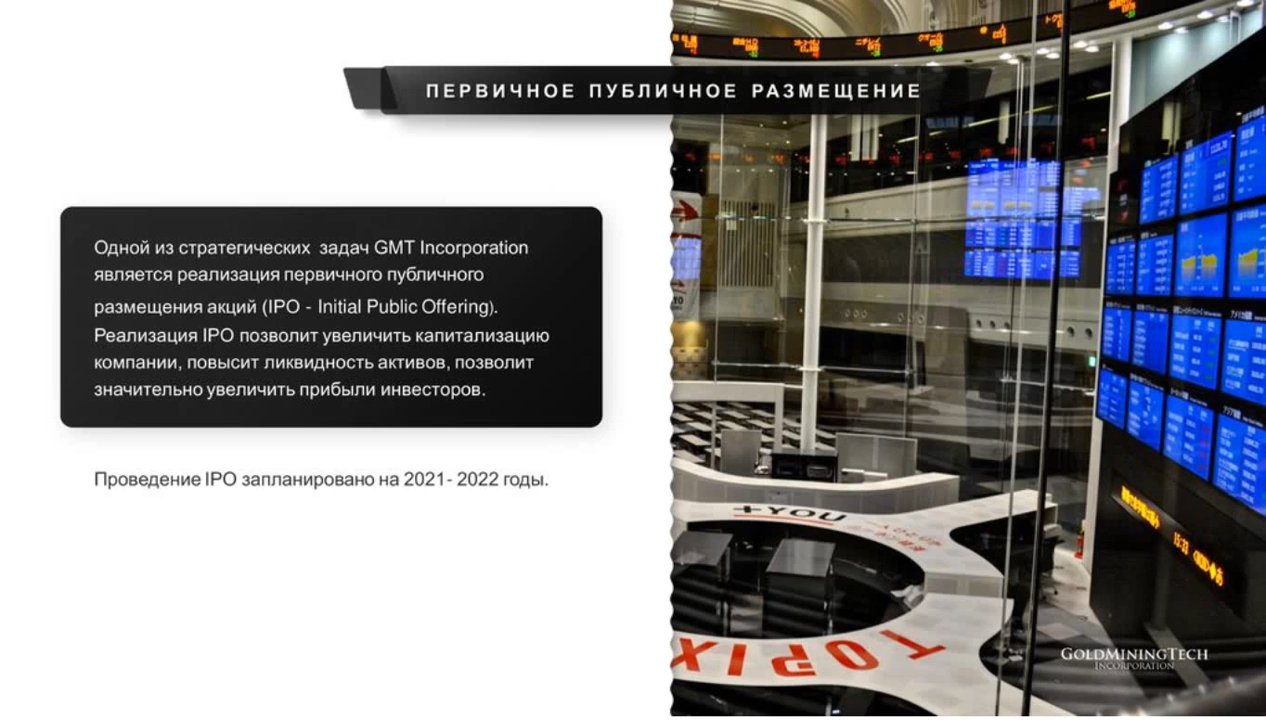 ПЕРВИЧНОЕ ПУБЛИЧНОЕ РАЗМЕЩЕНИЕ
Одной из стратегических задач GMT Incorporation
является реализация первичного публичного
размещения акций (IPO - Initial Public Offering).
Реализация IPO позволит увеличить капитализацию
компании, повысит ликвидность активов, позволит
значительно увеличить прибыли инвесторов.
Проведение IPO запланировано на 2021- 2022 годы.
+YOU
TOPIX
GOLDMININGTECH
INCORPORATION